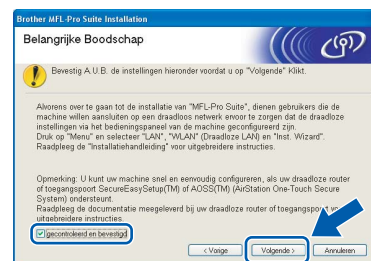 Brother MFL-Pro Suite Installation
Belangrijke Boodschap
Bevestig A.U.B. de instellingen hieronder voordat u op "Volgende" Klikt.
Alvorens over te gaan tot de installatie van "MFL-Pro Suite", dienen gebruikers die de
machine willen aansluiten op een draadloos netwerk ervoor te zorgen dat de draadloze
instellingen via het bedieningspaneel van de machine geconfigureerd zijn.
Druk op "Menu" en selecteer "LAN", "WLAN" (Draadloze LAN) en "Inst. Wizard".
Raadpleeg de "Installatiehandleiding" voor uitgebreidere instructies.
Opmerking: U kunt uw machine snel en eenvoudig configureren, als uw draadloze router
of toegangspoort SecureEasySetup(TM) of AOSS(TM) (AirStation One-Touch Secure
System) ondersteunt.
Raadpleeg de documentatie meegeleverd bij uw draadloze router of toegangspoort voor
uitgebreidere instructies.
gecontroleerd en bevestigd
< Vorige Volgende > Annuleren